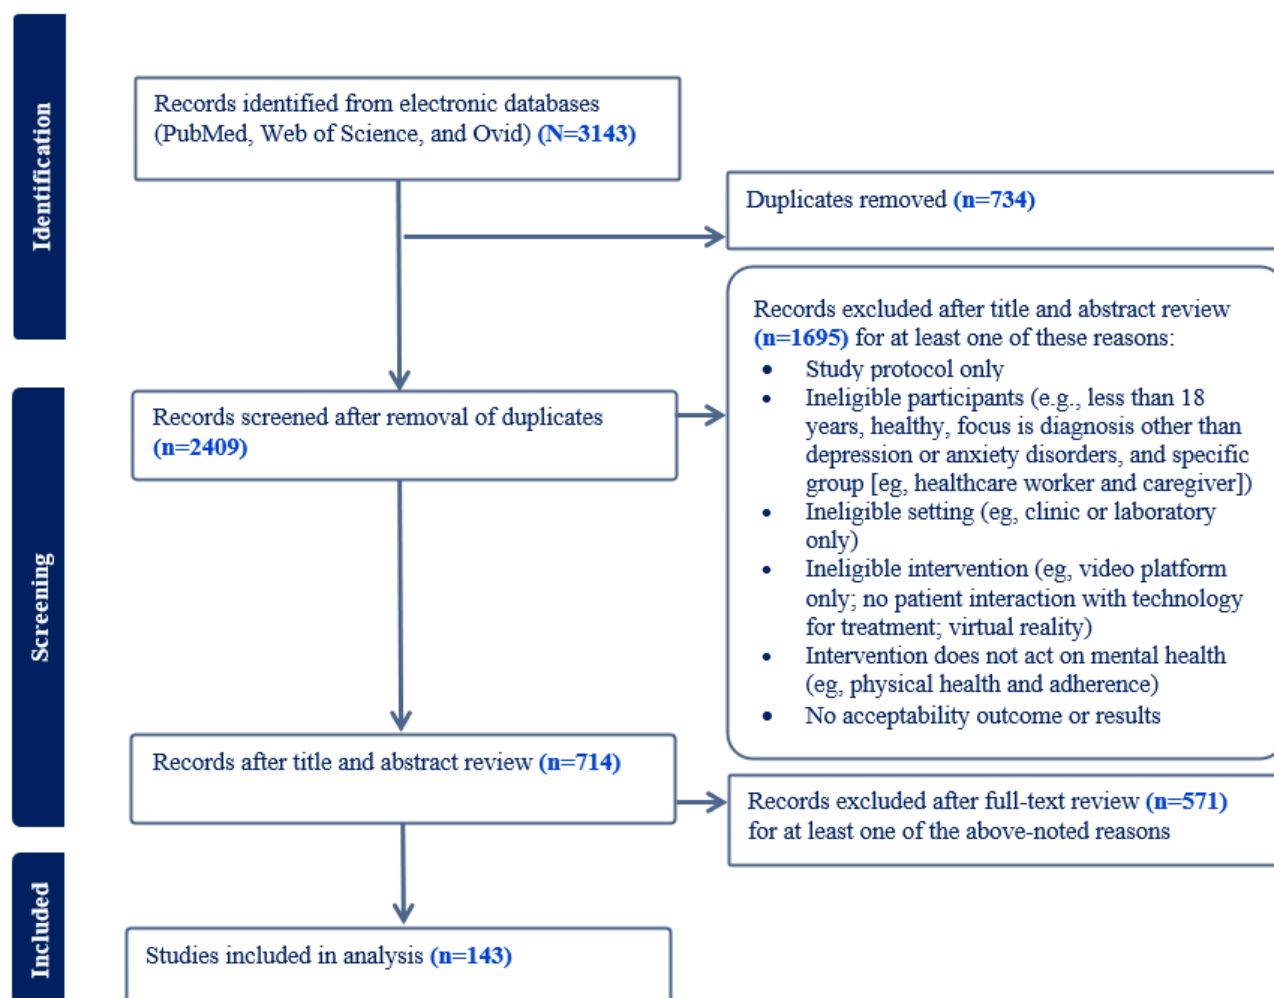 Identification
Records identified from electronic databases
(PubMed, Web of Science, and Ovid) (N=3143)
Duplicates removed (n=734)
Screening
Records screened after removal of duplicates
(n=2409)
Records excluded after title and abstract review
(n=1695) for at least one of these reasons:
• Study protocol only
• Ineligible participants (e.g., less than 18
years, healthy, focus is diagnosis other than
depression or anxiety disorders, and specific
group [eg, healthcare worker and caregiver])
• Ineligible setting (eg, clinic or laboratory
only)
• Ineligible intervention (eg, video platform
only; no patient interaction with technology
for treatment; virtual reality)
• Intervention does not act on mental health
(eg, physical health and adherence)
• No acceptability outcome or results
Records after title and abstract review (n=714)
Records excluded after full-text review (n=571)
for at least one of the above-noted reasons
Included
Studies included in analysis (n=143)